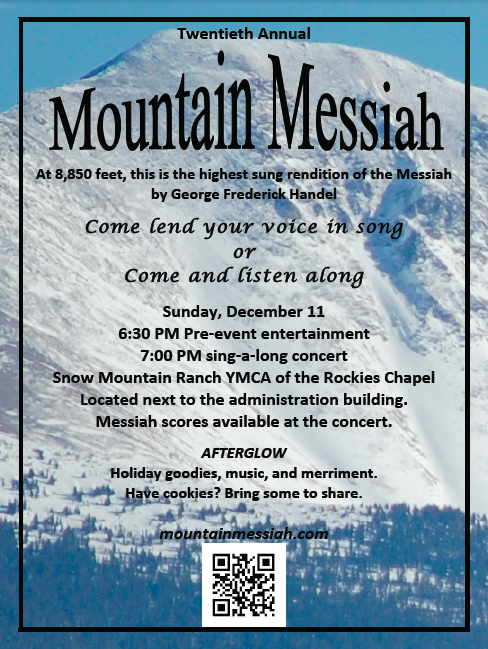 Twentieth Annual
Mountain Messiah
At 8,850 feet, this is the highest sung rendition of the Messiah
by George Frederick Handel
Come lend your voice in song
or
Come and listen along
Sunday, December 11
6:30 PM Pre-event entertainment
7:00 PM sing-a-long concert
Snow Mountain Ranch YMCA of the Rockies Chapel
Located next to the administration building.
Messiah scores available at the concert.
AFTERGLOW
Holiday goodies, music, and merriment.
Have cookies? Bring some to share.
mountainmessiah.com